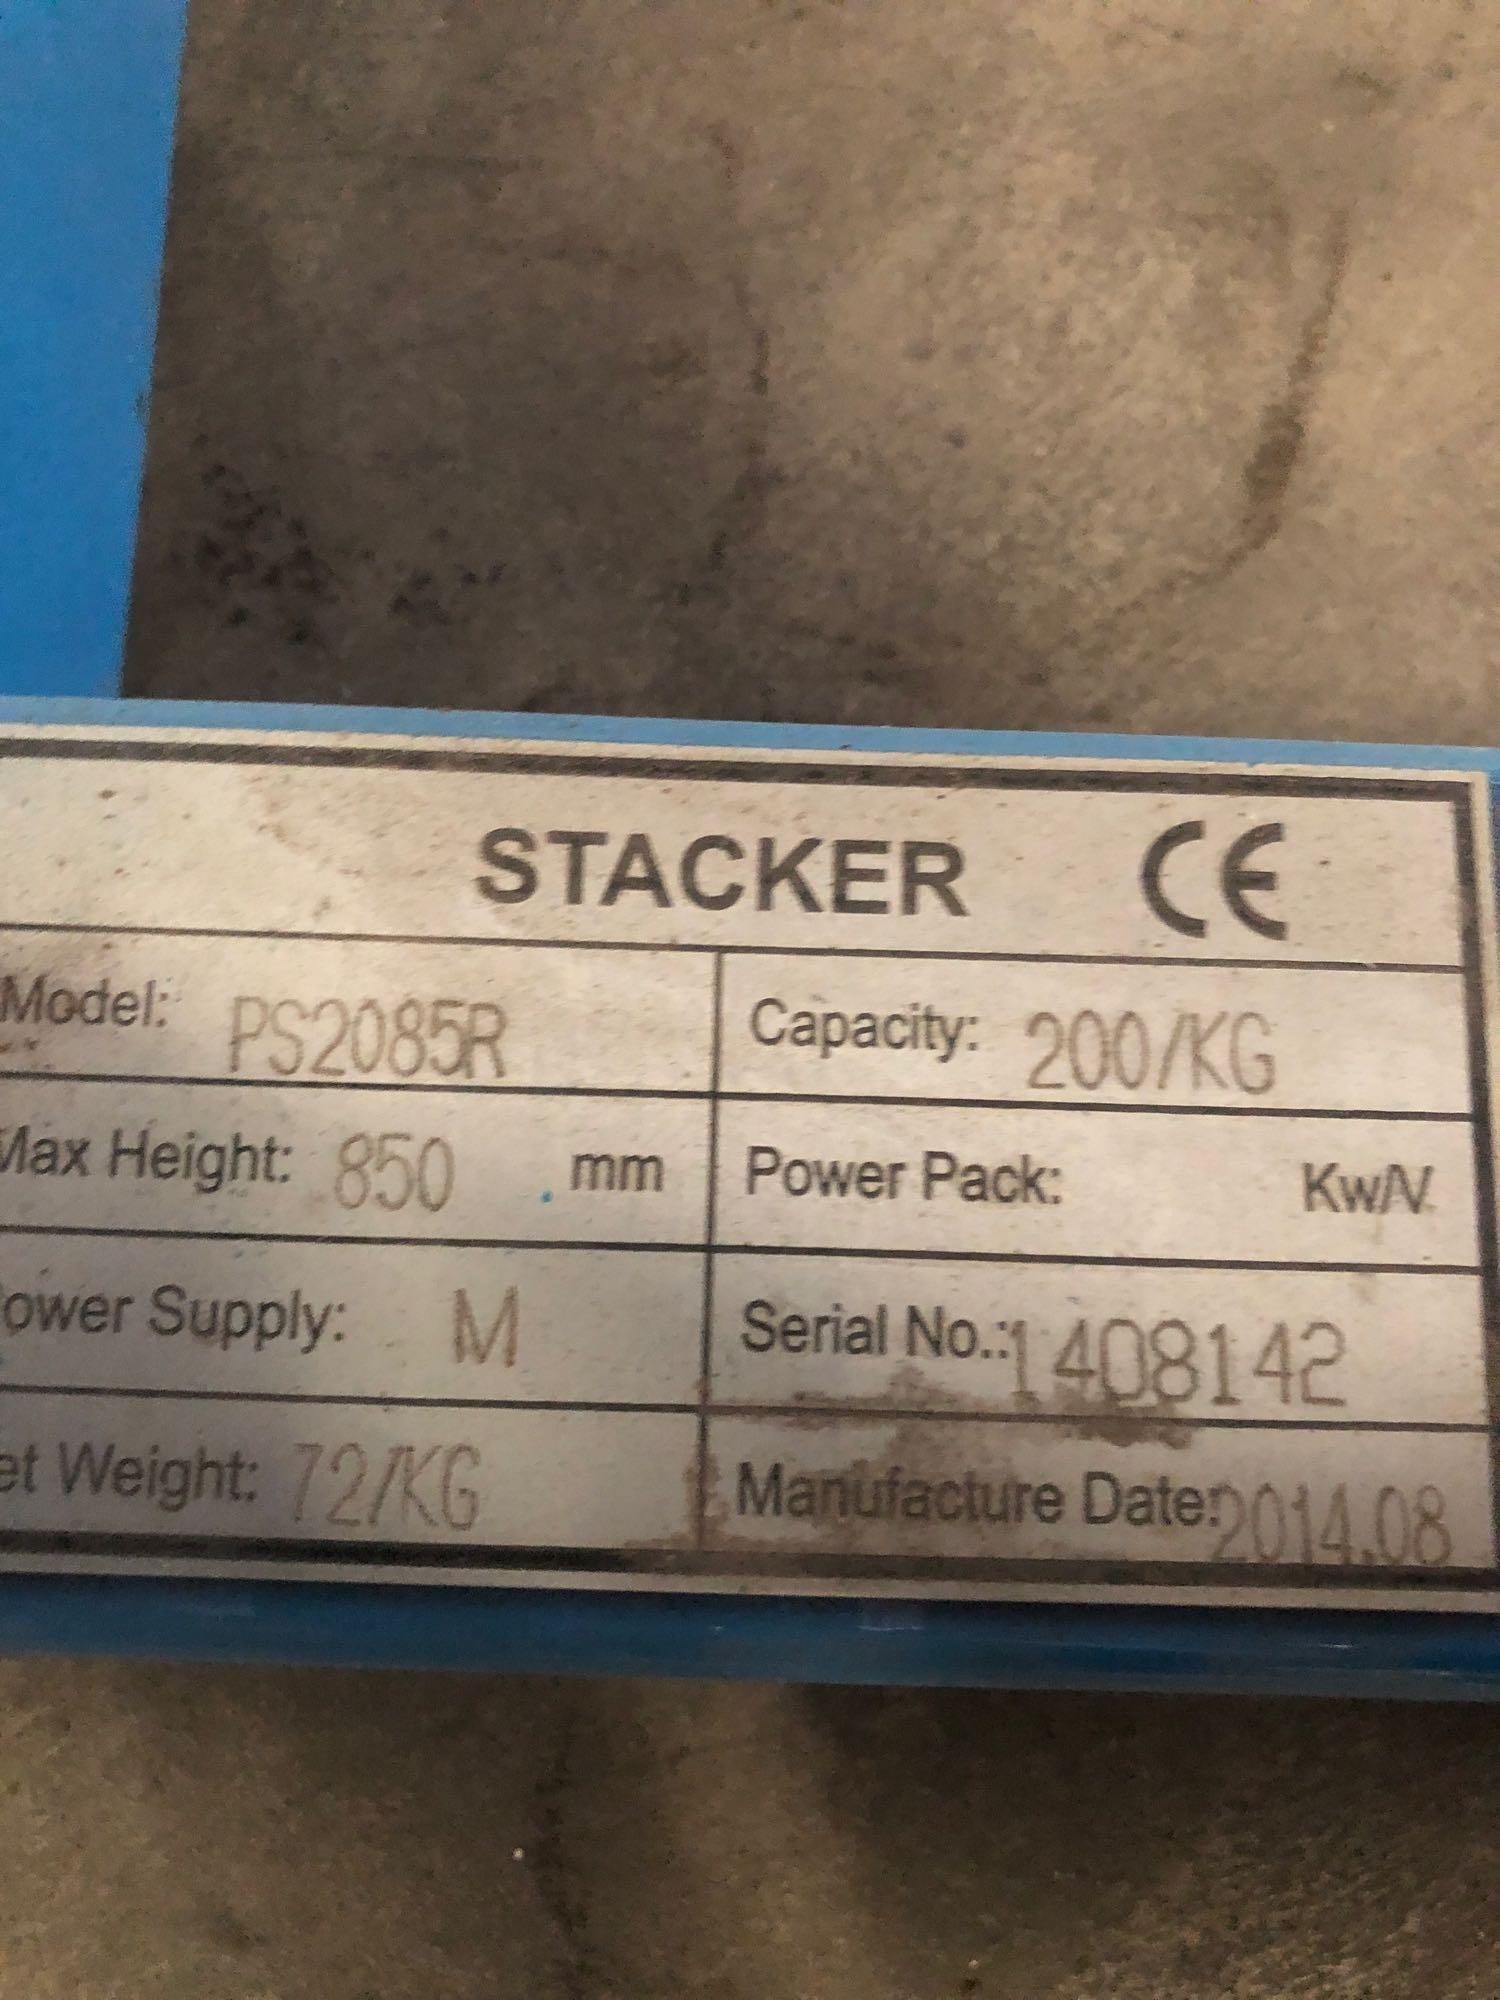 STACKER CE
Model: PS2085R Capacity: 200/KG
Max Height: 850 mm Power Pack: Kw/V
ower Supply: M Serial No.: 1408142
et Weight: 72/KG Manufacture Date: 2014.08